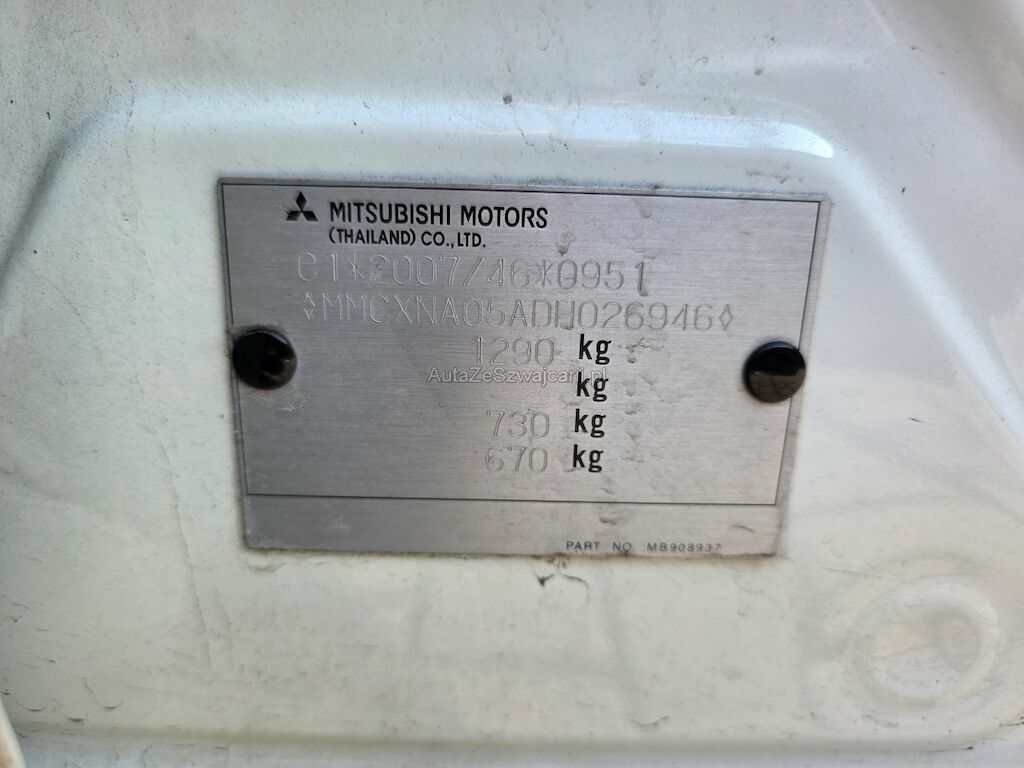 MITSUBISHI MOTORS
(THAILAND) CO., LTD.
e1*2007/46*0951
◊MMCXNA05ADH026946◊
1290 kg
AutaZeSzwajcarii.pl
kg
730 kg
670 kg
PART NO. MB908937